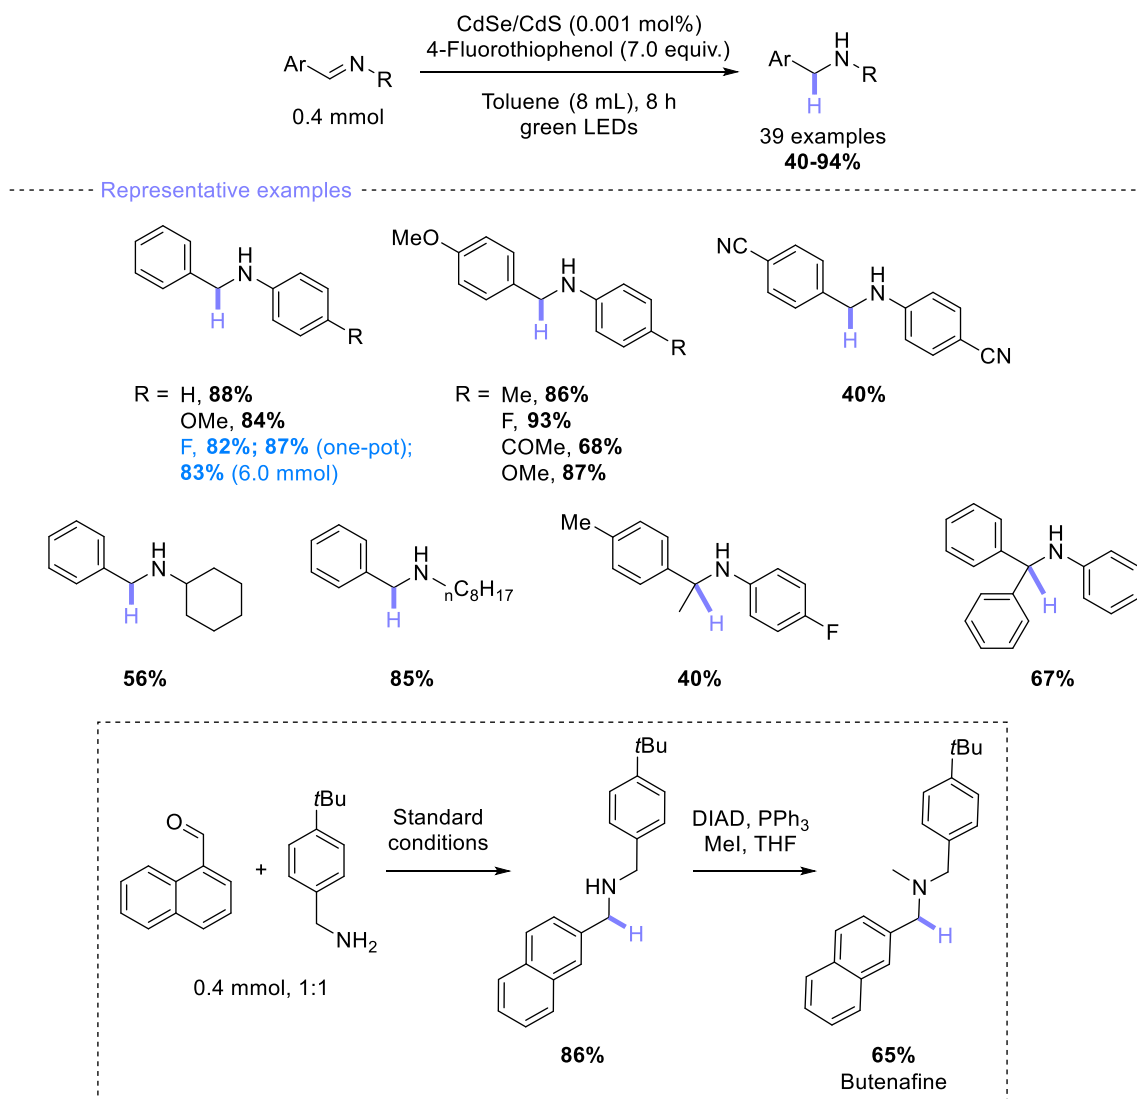 CdSe/CdS (0.001 mol%)
4-Fluorothiophenol (7.0 equiv.)
Ar N R
0.4 mmol
Toluene (8 mL), 8 h
green LEDs
Ar H N R H
39 examples
40-94%
Representative examples
H N H R
MeO H N H R
NC H N H CN
R = H, 88%
OMe, 84%
F, 82%; 87% (one-pot);
83% (6.0 mmol)
R = Me, 86%
F, 93%
COMe, 68%
OMe, 87%
40%
H N H
H N H nC8H17
Me H N H F
H N H
56%
85%
40%
67%
O
+
tBu
NH2
0.4 mmol, 1:1
Standard
conditions
tBu
HN
H
86%
DIAD, PPh3
MeI, THF
tBu
N
H
65%
Butenafine